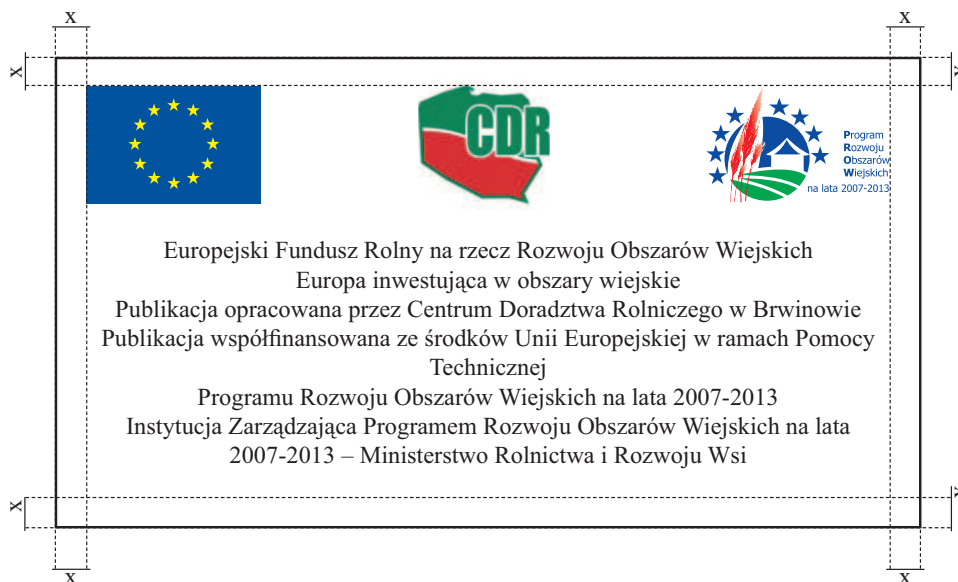 x
x
x
x
CDR
Program
Rozwoju
Obszarów
Wiejskich
na lata 2007-2013
Europejski Fundusz Rolny na rzecz Rozwoju Obszarów Wiejskich
Europa inwestująca w obszary wiejskie
Publikacja opracowana przez Centrum Doradztwa Rolniczego w Brwinowie
Publikacja współfinansowana ze środków Unii Europejskiej w ramach Pomocy
Technicznej
Programu Rozwoju Obszarów Wiejskich na lata 2007-2013
Instytucja Zarządzająca Programem Rozwoju Obszarów Wiejskich na lata
2007-2013 – Ministerstwo Rolnictwa i Rozwoju Wsi
x
x
x
x